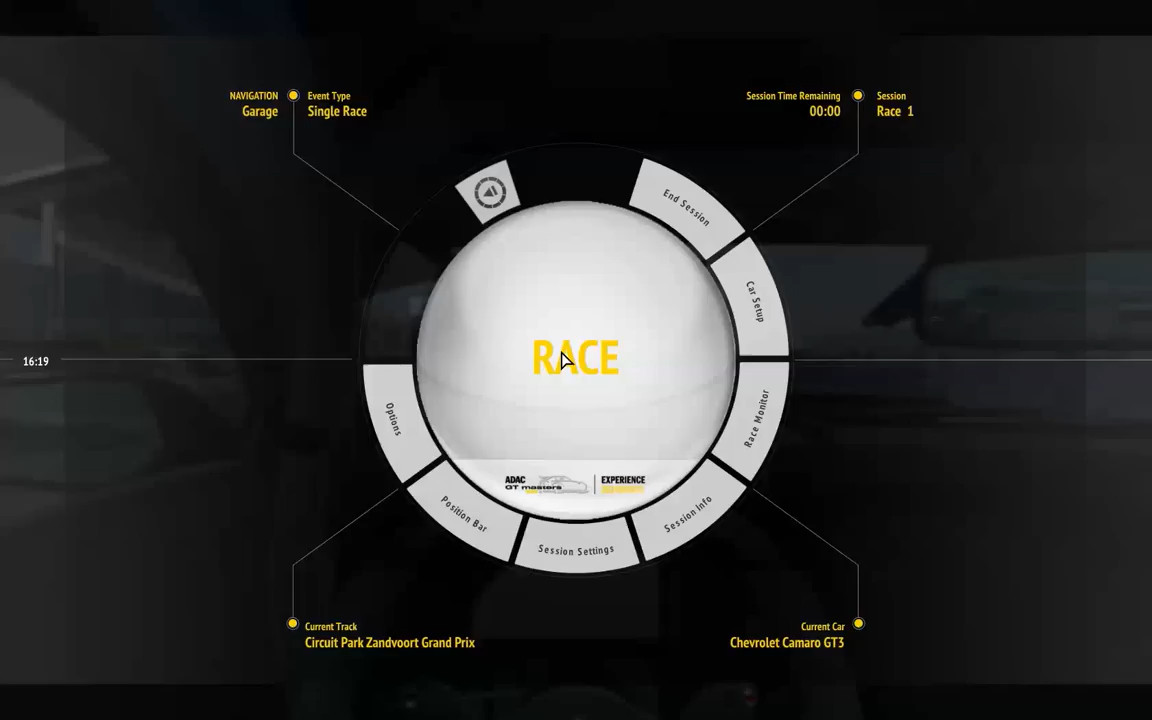 NAVIGATION
Garage
Event Type
Single Race
Session Time Remaining
00:00
Session
Race 1
End Session
Car Setup
16:19
RACE
Options
Race Monitor
ADAC
GT masters
EXPERIENCE
Position Bar
Session Info
Session Settings
Current Track
Circuit Park Zandvoort Grand Prix
Current Car
Chevrolet Camaro GT3